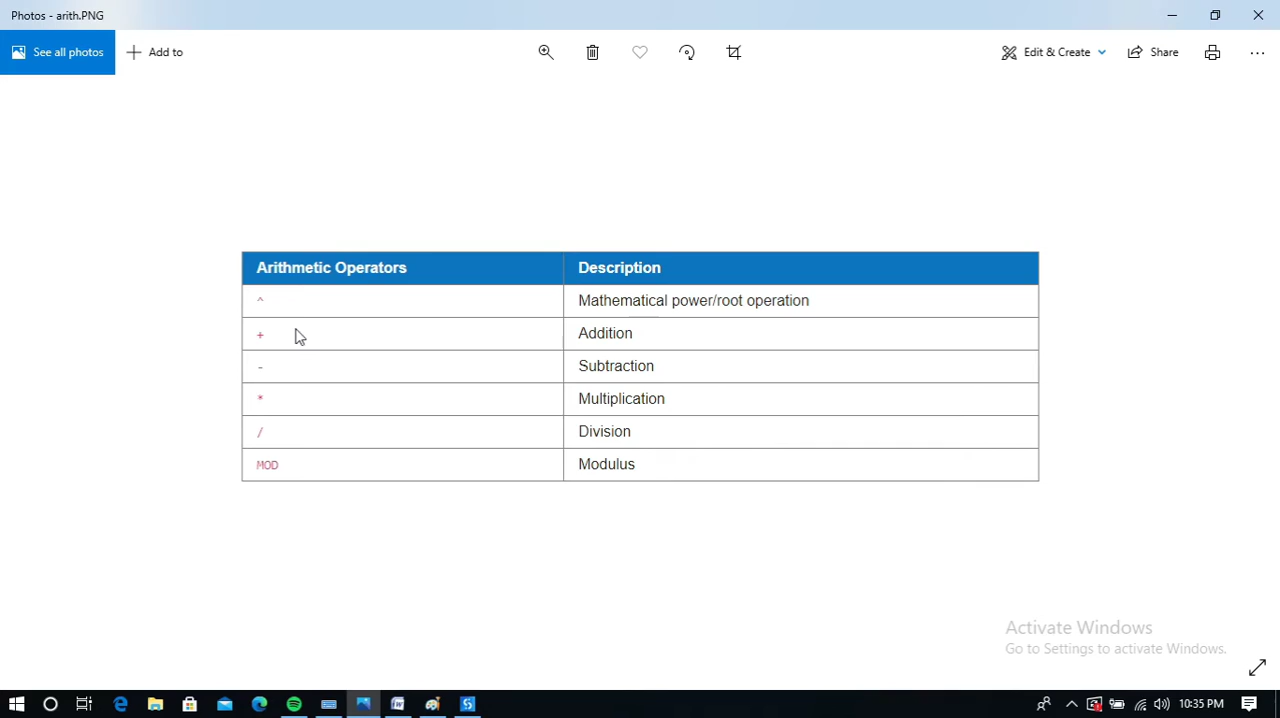 Photos - arith.PNG
See all photos
Add to
Edit & Create
Share
Arithmetic Operators Description
^ Mathematical power/root operation
+ Addition
- Subtraction
* Multiplication
/ Division
MOD Modulus
Activate Windows
Go to Settings to activate Windows.
10:35 PM